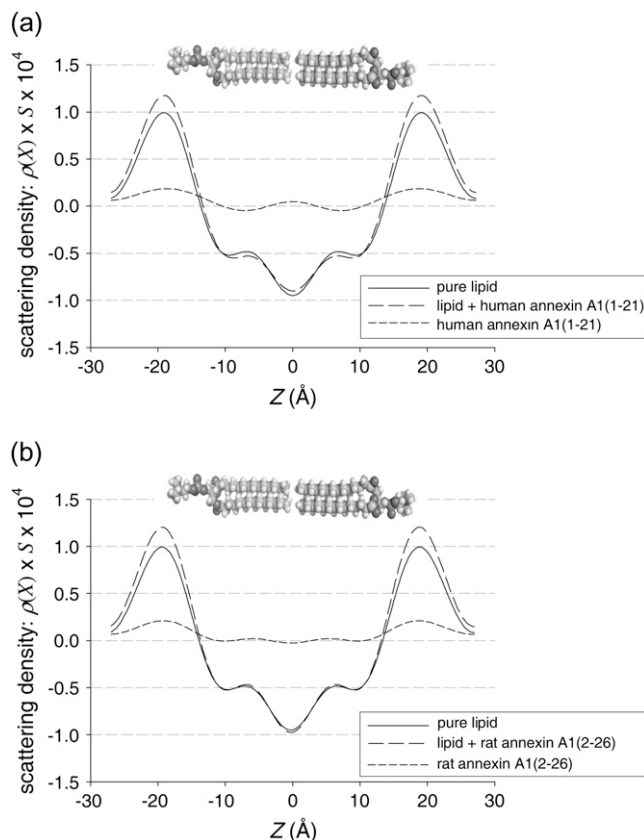 (a)
1.5
1.0
0.5
0.0
-0.5
-1.0
-1.5
scattering density: ρ(X) x S x 10⁴
pure lipid
lipid + human annexin A1(1-21)
human annexin A1(1-21)
-30 -20 -10 0 10 20 30
Z (Å)
(b)
1.5
1.0
0.5
0.0
-0.5
-1.0
-1.5
scattering density: ρ(X) x S x 10⁴
pure lipid
lipid + rat annexin A1(2-26)
rat annexin A1(2-26)
-30 -20 -10 0 10 20 30
Z (Å)